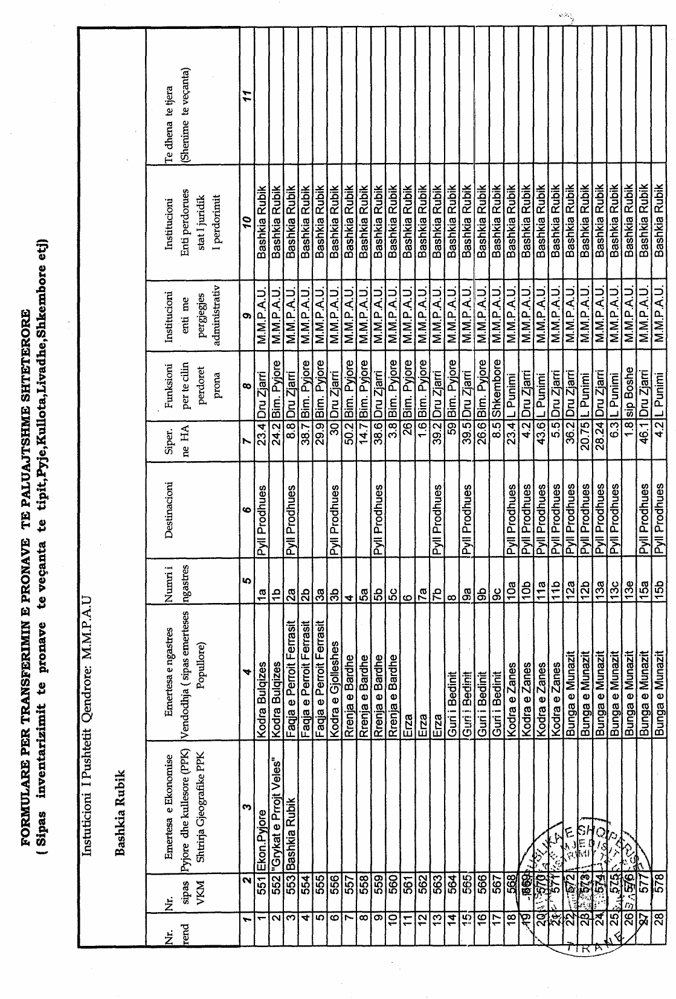 FORMULARE PER TRANSFERIMIN E PRONAVE TE PALUAJTSHME SHTETERORE
( Sipas inventarizimit te pronave te veçanta te tipit,Pyje,Kullota,Livadhe,Shkembore etj)
Instuticioni I Pushtetit Qendrore: M.M.P.A.U
Bashkia Rubik
Nr. rend | Nr. sipas VKM | Emertesa e Ekonomise Pyjore dhe kullesore (PPK) Shtrirja Gjeografike PPK | Emertesa e ngastres Vendodhja ( sipas emerteses Popullore) | Numri i ngastres | Destinacioni | Siper. ne HA | Funksioni per te cilin perdoret prona | Institucioni enti me pergjegjes administrativ | Institucioni Enti perdorues stat I juridik I perdorimit | Te dhena te tjera (Shenime te veçanta)
1 2 3 4 5 6 7 8 9 10 11
1 551 Ekon.Pyjore Kodra Bulqizes 1a Pyll Prodhues 23.4 Dru Zjarri M.M.P.A.U. Bashkia Rubik
2 552 "Grykat e Prrojt Veles" Kodra Bulqizes 1b 24.2 Bim. Pyjore M.M.P.A.U. Bashkia Rubik
3 553 Bashkia Rubik Faqja e Perroit Ferrasit 2a Pyll Prodhues 8.8 Dru Zjarri M.M.P.A.U. Bashkia Rubik
4 554 Faqja e Perroit Ferrasit 2b 38.7 Bim. Pyjore M.M.P.A.U. Bashkia Rubik
5 555 Faqja e Perroit Ferrasit 3a 29.9 Bim. Pyjore M.M.P.A.U. Bashkia Rubik
6 556 Kodra e Gjolleshes 3b Pyll Prodhues 30 Dru Zjarri M.M.P.A.U. Bashkia Rubik
7 557 Rrenja e Bardhe 4 50.2 Bim. Pyjore M.M.P.A.U. Bashkia Rubik
8 558 Rrenja e Bardhe 5a 14.7 Bim. Pyjore M.M.P.A.U. Bashkia Rubik
9 559 Rrenja e Bardhe 5b Pyll Prodhues 38.6 Dru Zjarri M.M.P.A.U. Bashkia Rubik
10 560 Rrenja e Bardhe 5c 3.8 Bim. Pyjore M.M.P.A.U. Bashkia Rubik
11 561 Erza 6 26 Bim. Pyjore M.M.P.A.U. Bashkia Rubik
12 562 Erza 7a 1.6 Bim. Pyjore M.M.P.A.U. Bashkia Rubik
13 563 Erza 7b Pyll Prodhues 39.2 Dru Zjarri M.M.P.A.U. Bashkia Rubik
14 564 Guri i Bedinit 8 59 Bim. Pyjore M.M.P.A.U. Bashkia Rubik
15 565 Guri i Bedinit 9a Pyll Prodhues 39.5 Dru Zjarri M.M.P.A.U. Bashkia Rubik
16 566 Guri i Bedinit 9b 26.6 Bim. Pyjore M.M.P.A.U. Bashkia Rubik
17 567 Guri i Bedinit 9c 8.5 Shkembore M.M.P.A.U. Bashkia Rubik
18 568 Kodra e Zanes 10a Pyll Prodhues 23.4 L Punimi M.M.P.A.U. Bashkia Rubik
19 569 Kodra e Zanes 10b Pyll Prodhues 4.2 Dru Zjarri M.M.P.A.U. Bashkia Rubik
20 570 Kodra e Zanes 11a Pyll Prodhues 43.6 L Punimi M.M.P.A.U. Bashkia Rubik
21 571 Kodra e Zanes 11b Pyll Prodhues 5.5 Dru Zjarri M.M.P.A.U. Bashkia Rubik
22 572 Bunga e Munazit 12a Pyll Prodhues 36.2 Dru Zjarri M.M.P.A.U. Bashkia Rubik
23 573 Bunga e Munazit 12b Pyll Prodhues 20.75 L Punimi M.M.P.A.U. Bashkia Rubik
24 574 Bunga e Munazit 13a Pyll Prodhues 28.24 Dru Zjarri M.M.P.A.U. Bashkia Rubik
25 575 Bunga e Munazit 13c Pyll Prodhues 6.3 L Punimi M.M.P.A.U. Bashkia Rubik
26 576 Bunga e Munazit 13e 1.8 sip Boshe M.M.P.A.U. Bashkia Rubik
27 577 Bunga e Munazit 15a Pyll Prodhues 46.1 Dru Zjarri M.M.P.A.U. Bashkia Rubik
28 578 Bunga e Munazit 15b Pyll Prodhues 4.2 L Punimi M.M.P.A.U. Bashkia Rubik
REPUBLIKA E SHQIPERISE
TIRANE